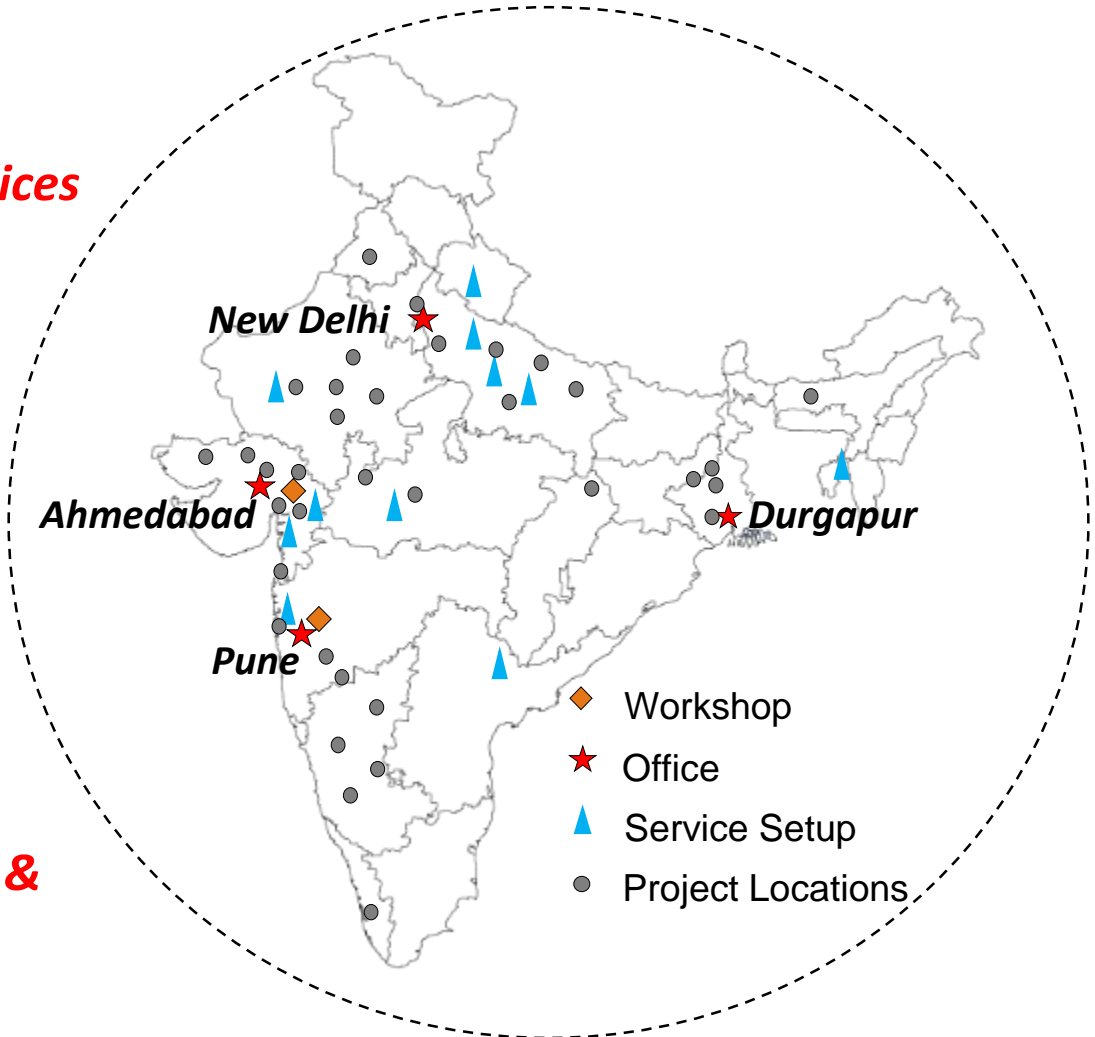 ices
New Delhi
Ahmedabad
Durgapur
Pune
Workshop
Office
Service Setup
&
Project Locations